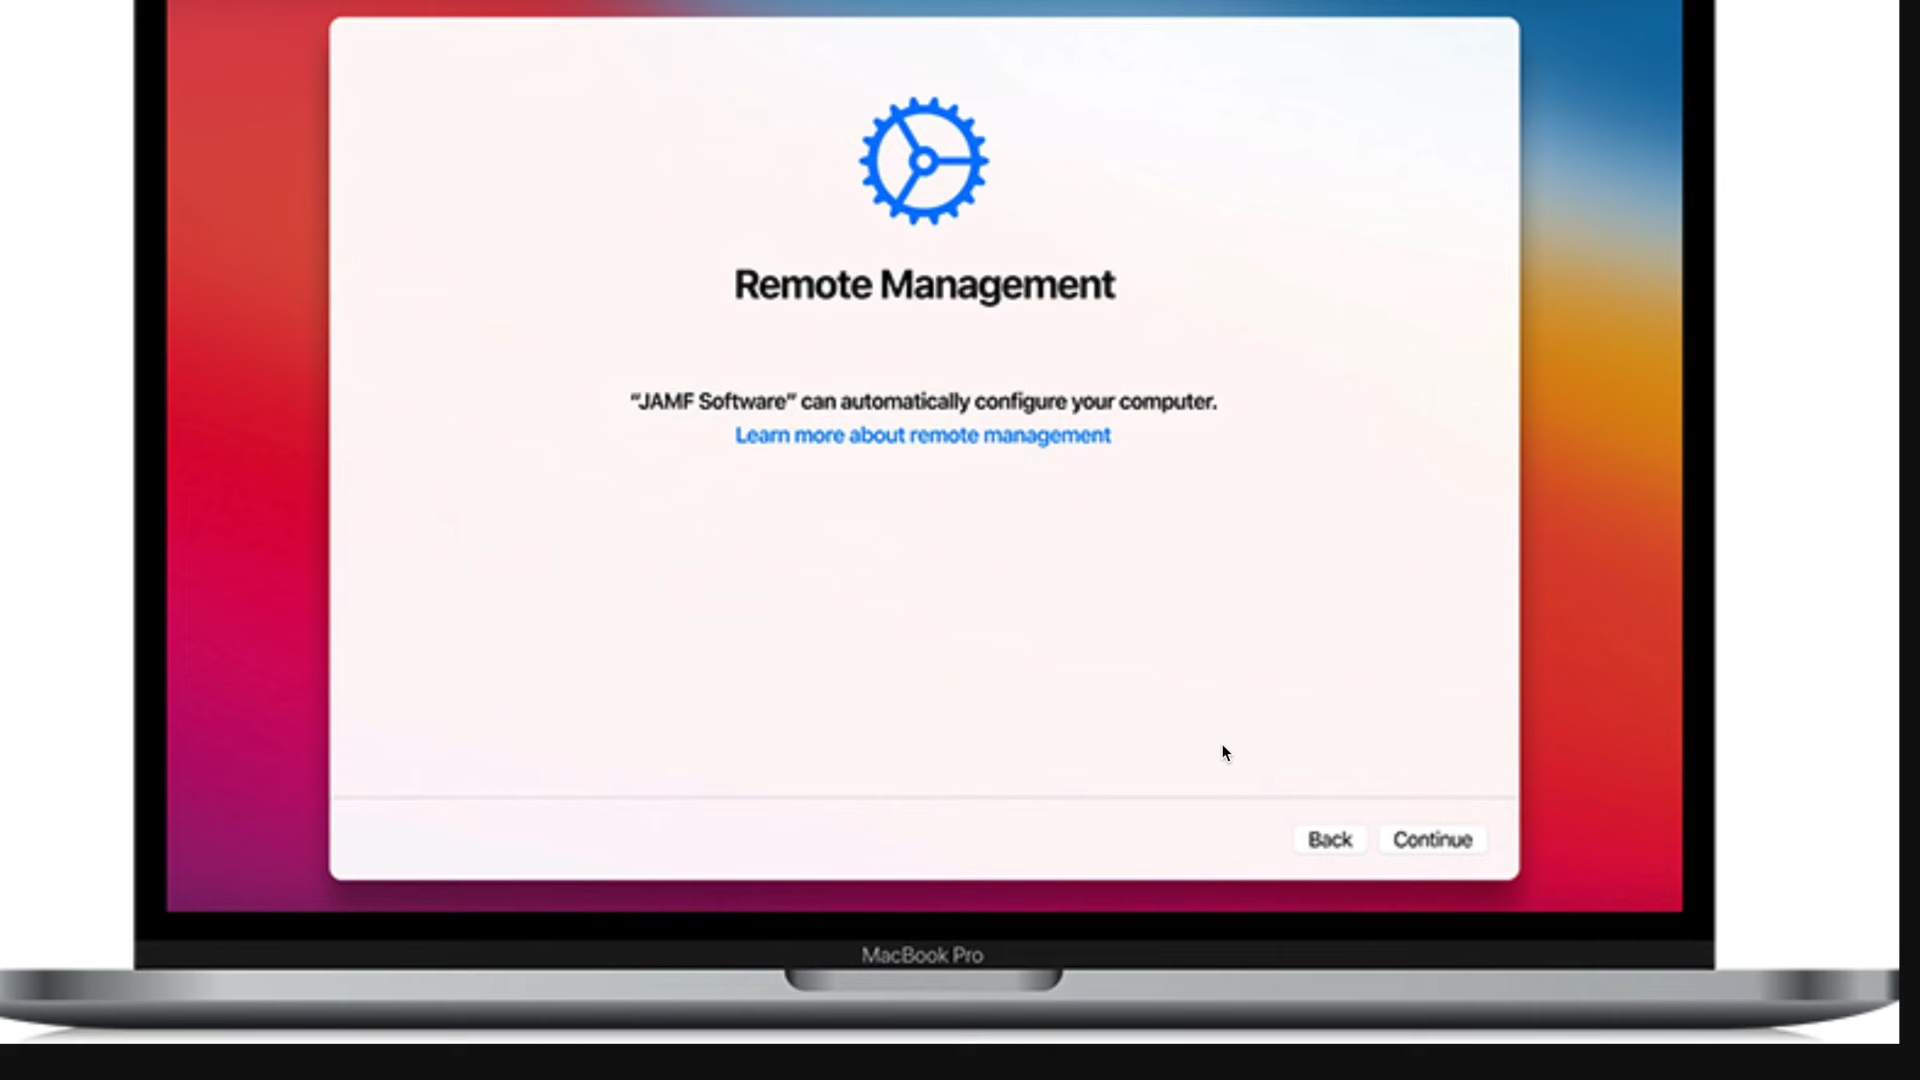 Remote Management
“JAMF Software” can automatically configure your computer.
Learn more about remote management
Back
Continue
MacBook Pro